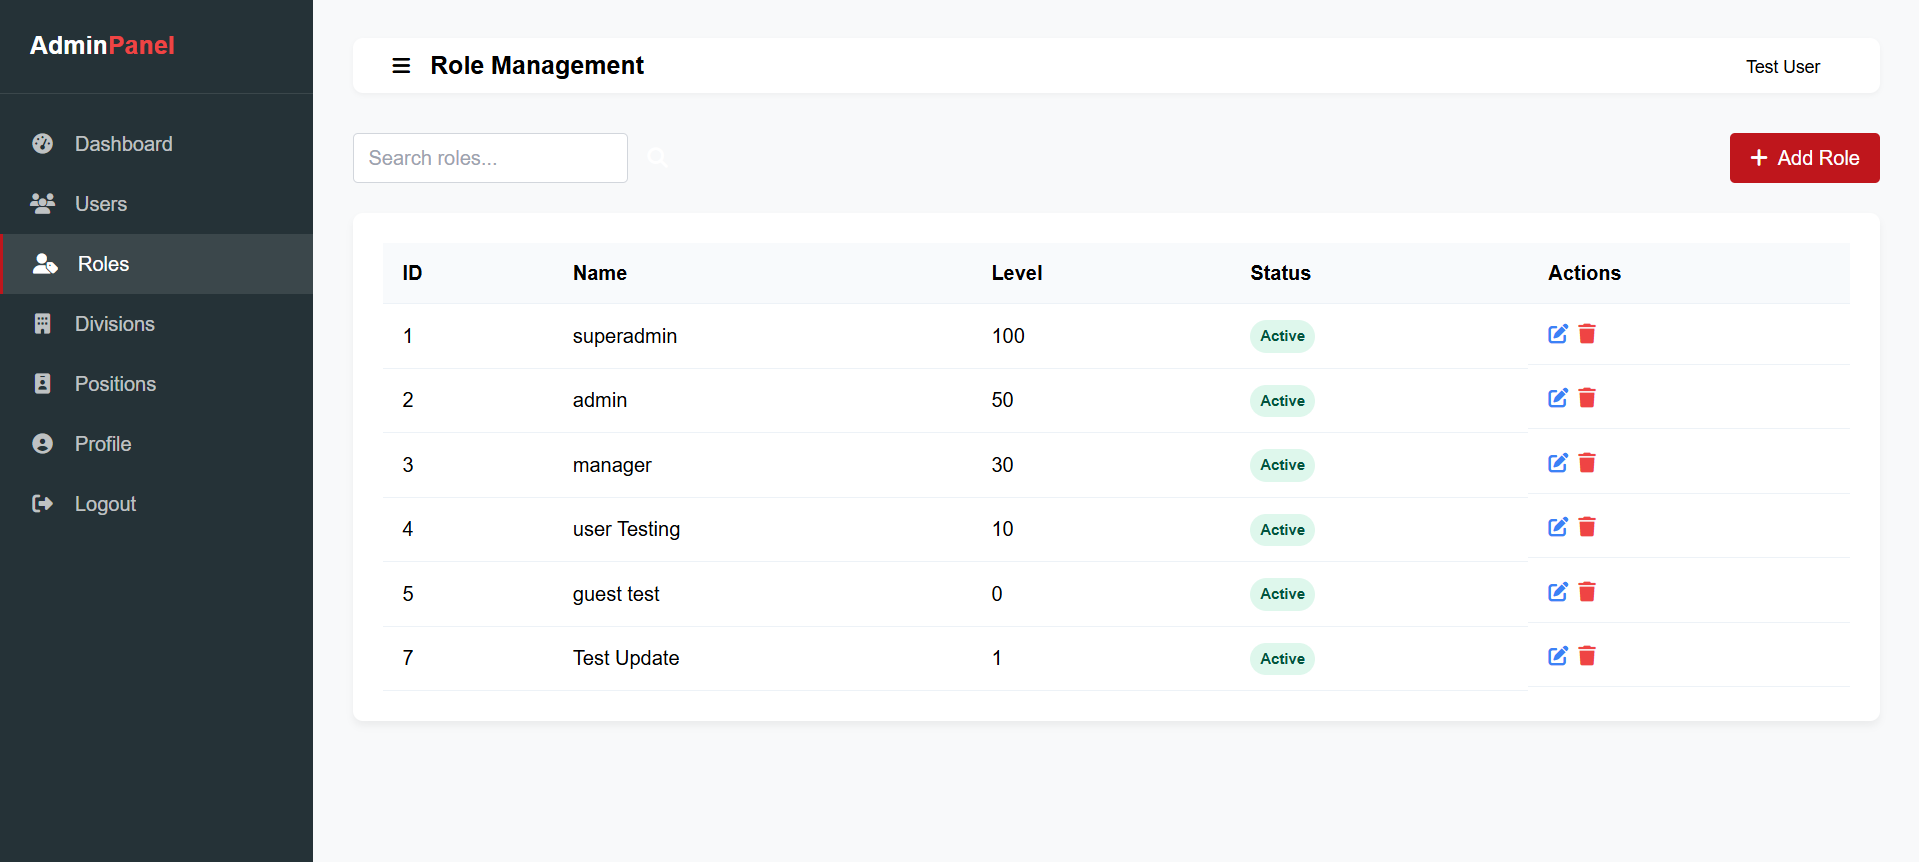 AdminPanel
Dashboard
Users
Roles
Divisions
Positions
Profile
Logout
Role Management
Test User
Search roles...
Add Role
ID Name Level Status Actions
1 superadmin 100 Active
2 admin 50 Active
3 manager 30 Active
4 user Testing 10 Active
5 guest test 0 Active
7 Test Update 1 Active